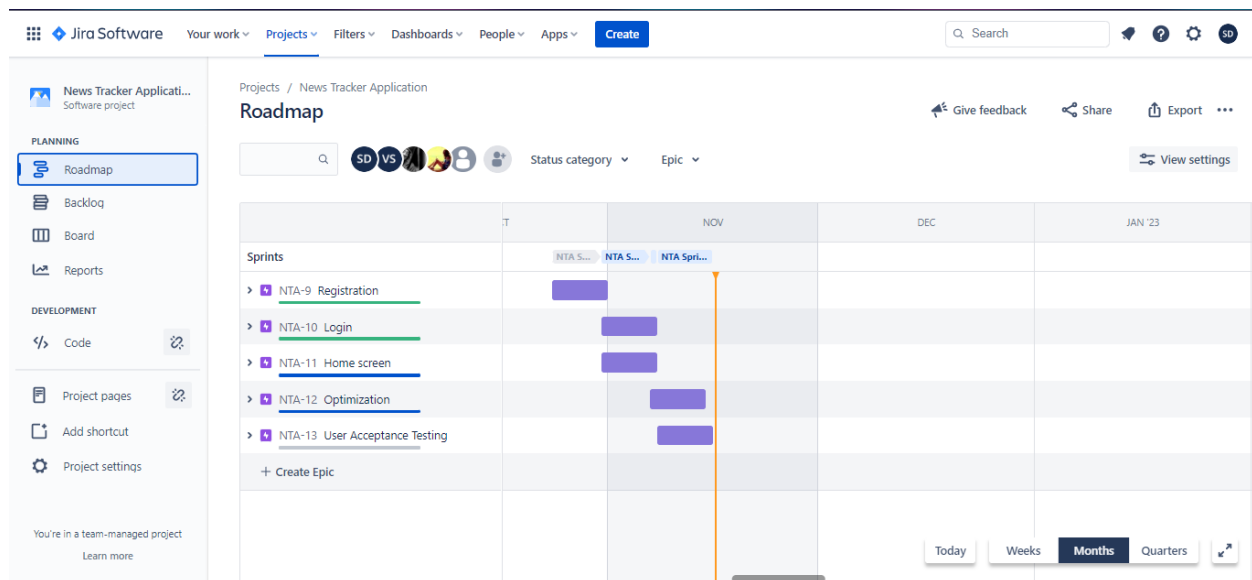 Jira Software Your work Projects Filters Dashboards People Apps Create Search SD
News Tracker Applicati...
Software project
PLANNING
Roadmap
Backlog
Board
Reports
DEVELOPMENT
Code
Project pages
Add shortcut
Project settings
You're in a team-managed project
Learn more
Projects / News Tracker Application
Roadmap
Give feedback Share Export
SD VS Status category Epic View settings
NOV DEC JAN '23
Sprints NTA S... NTA S... NTA Spri...
NTA-9 Registration
NTA-10 Login
NTA-11 Home screen
NTA-12 Optimization
NTA-13 User Acceptance Testing
+ Create Epic
Today Weeks Months Quarters